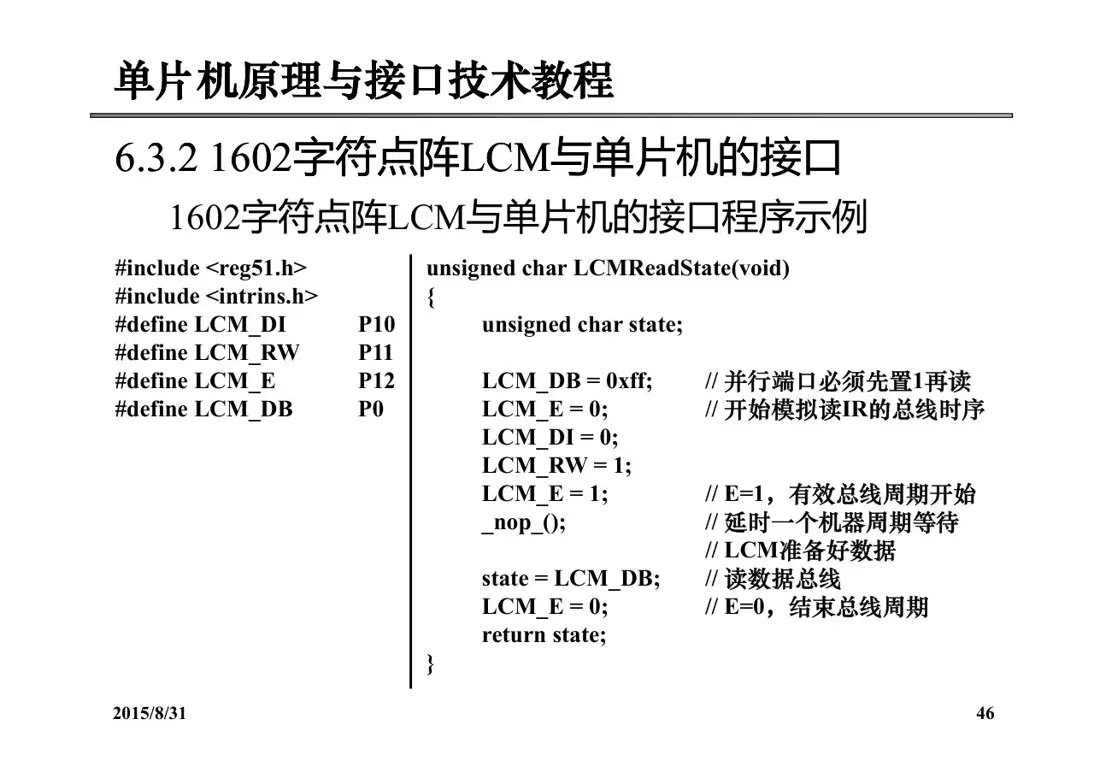 单片机原理与接口技术教程
6.3.2 1602字符点阵LCM与单片机的接口
1602字符点阵LCM与单片机的接口程序示例
#include <reg51.h>
#include <intrins.h>
#define LCM_DI P10
#define LCM_RW P11
#define LCM_E P12
#define LCM_DB P0
unsigned char LCMReadState(void)
{
unsigned char state;
LCM_DB = 0xff; // 并行端口必须先置1再读
LCM_E = 0; // 开始模拟读IR的总线时序
LCM_DI = 0;
LCM_RW = 1;
LCM_E = 1; // E=1，有效总线周期开始
_nop_(); // 延时一个机器周期等待
// LCM准备好数据
state = LCM_DB; // 读数据总线
LCM_E = 0; // E=0，结束总线周期
return state;
}
2015/8/31
46